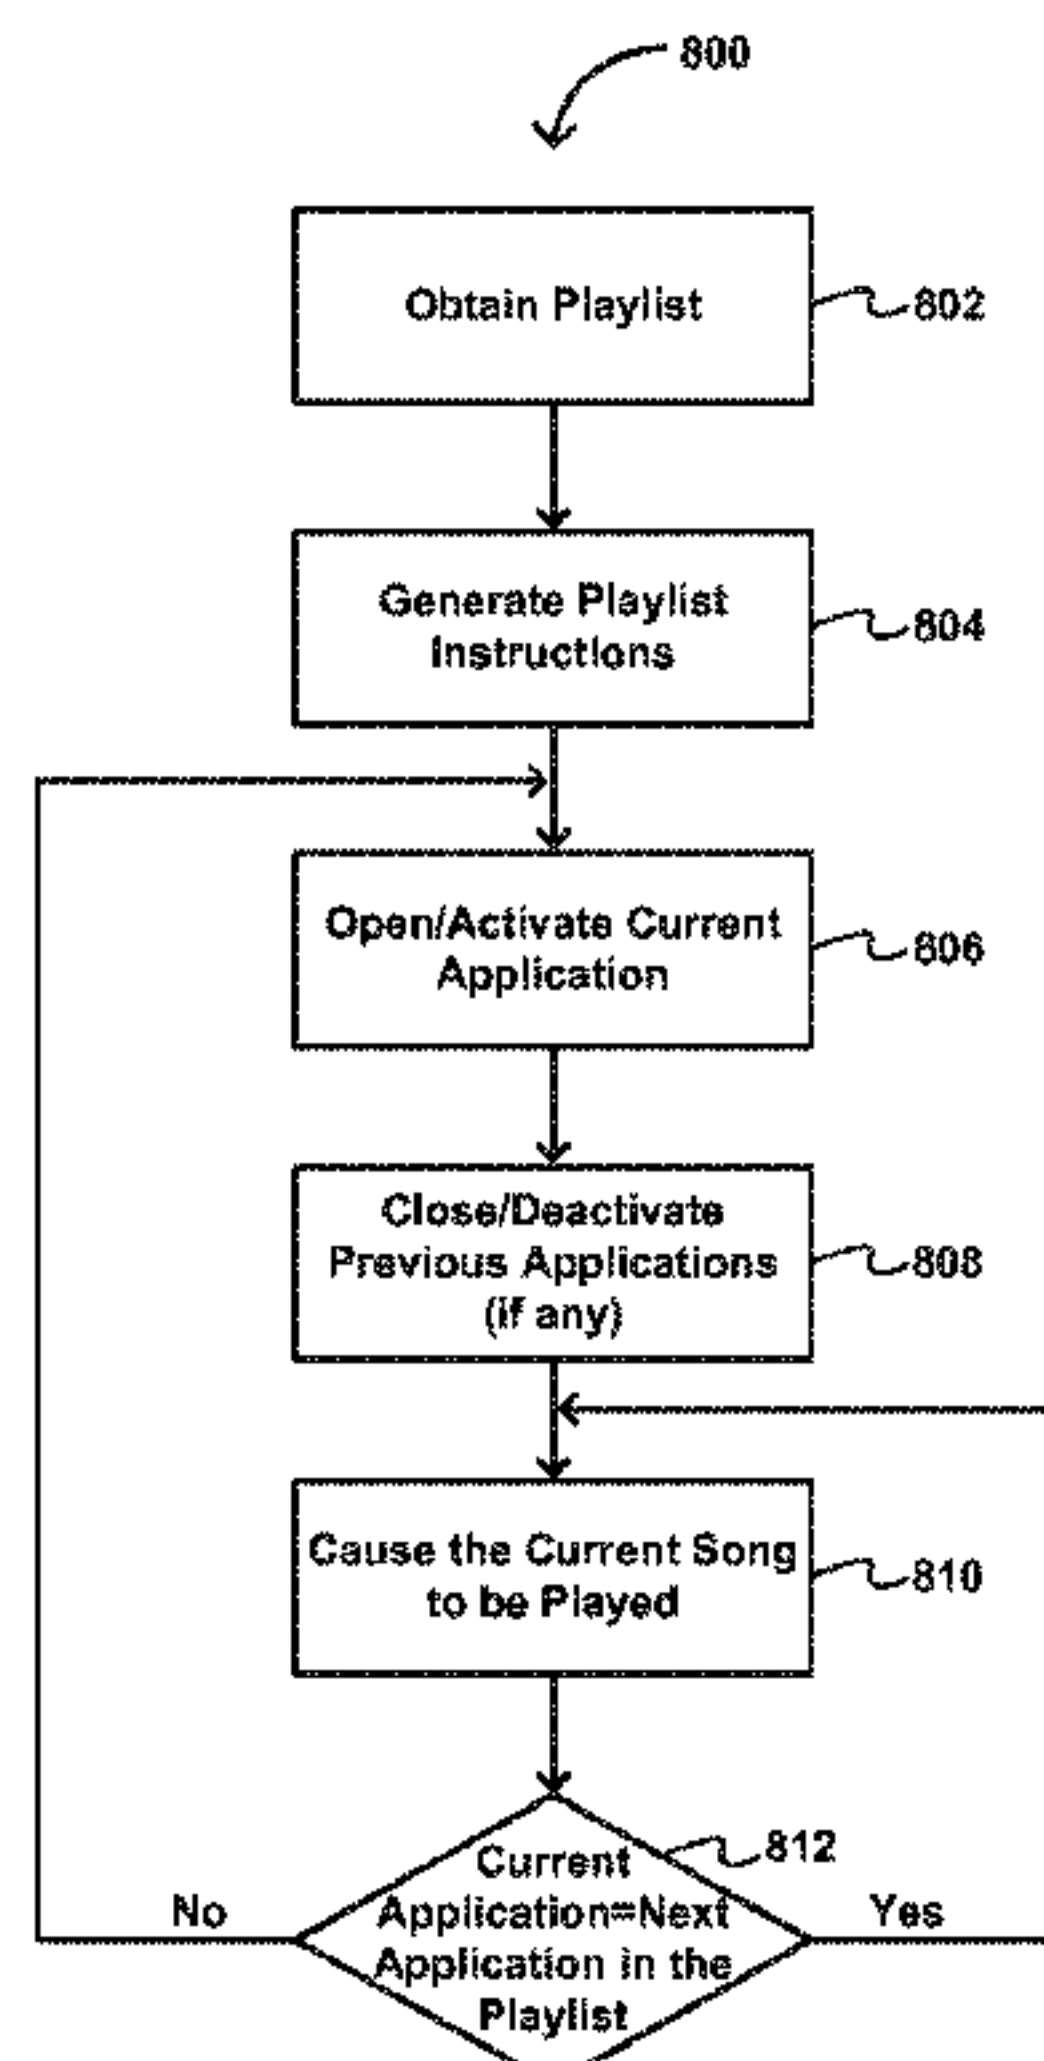 800
Obtain Playlist
802
Generate Playlist
Instructions
804
Open/Activate Current
Application
806
Close/Deactivate
Previous Applications
(if any)
808
Cause the Current Song
to be Played
810
812
Current
Application=Next
Application in the
Playlist
No
Yes